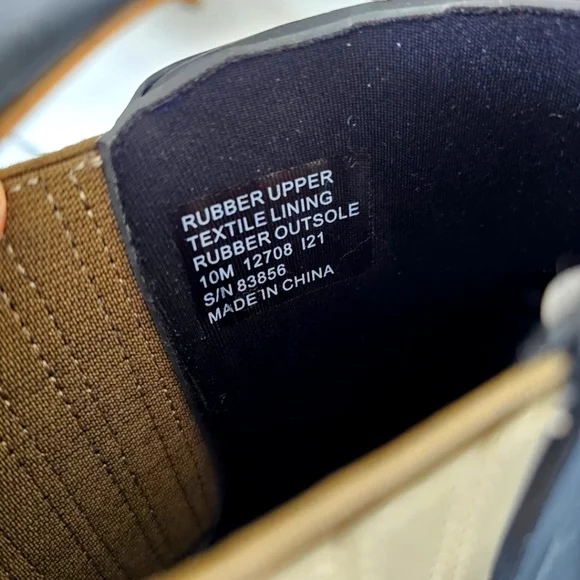 RUBBER UPPER
TEXTILE LINING
RUBBER OUTSOLE
10M 12708 I21
S/N 83856
MADE IN CHINA